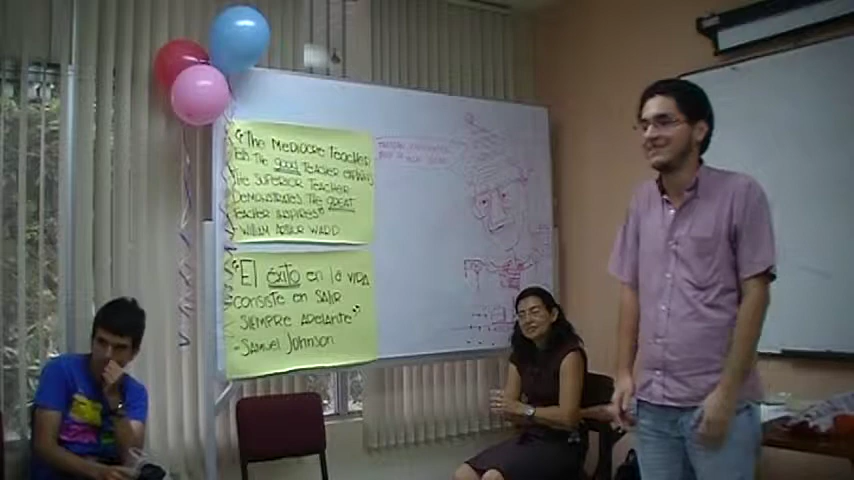 "The Mediocre Teacher
tells The good Teacher explains
The Superior Teacher
Demonstrates The GREAT
Teacher Inspires"
William Arthur Ward
"El éxito en la vida
consiste en salir
siempre adelante"
-Samuel Johnson